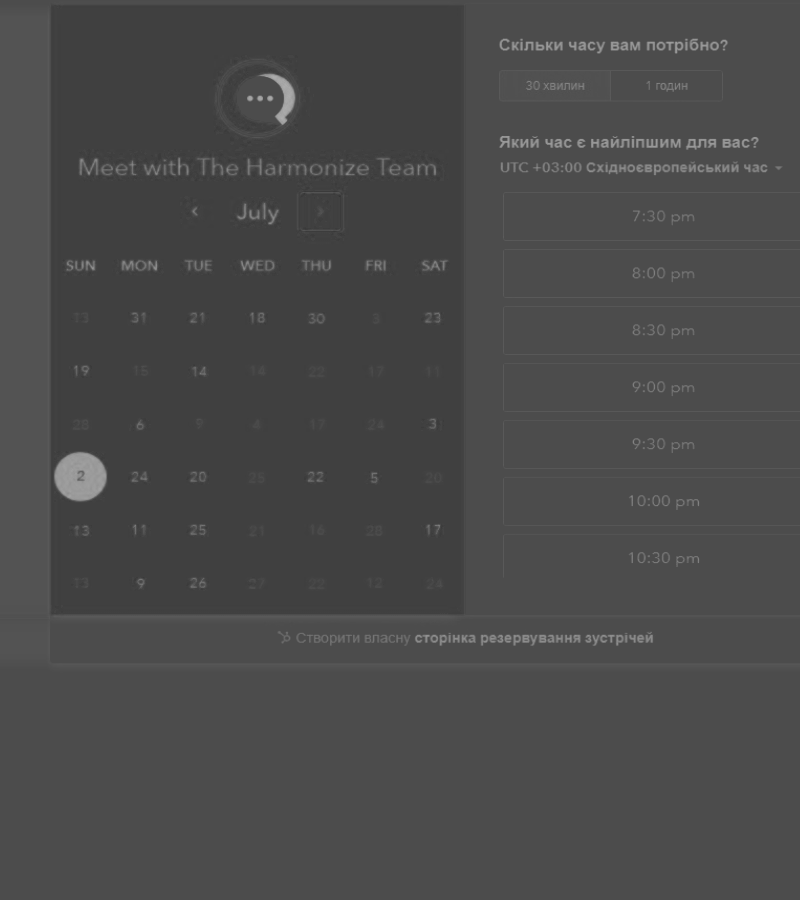 Meet with The Harmonize Team
July
SUN MON TUE WED THU FRI SAT
13 31 21 18 30 3 23
19 15 14 14 22 17 11
28 6 9 4 17 24 3
2 24 20 25 22 5 20
13 11 25 21 16 28 17
13 9 26 27 22 12 24
Скільки часу вам потрібно?
30 хвилин 1 годин
Який час є найліпшим для вас?
UTC +03:00 Східноєвропейський час
7:30 pm
8:00 pm
8:30 pm
9:00 pm
9:30 pm
10:00 pm
10:30 pm
Створити власну сторінка резервування зустрічей